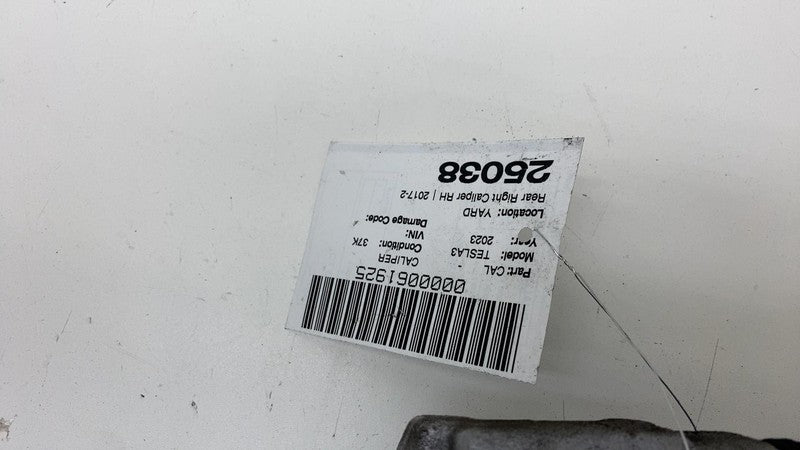 0000061925
Part: CAL CALIPER
Model: TESLA3 Condition: 37K
Year: 2023 VIN:
Location: YARD Damage Code:
Rear Right Caliper RH | 2017-2
25038